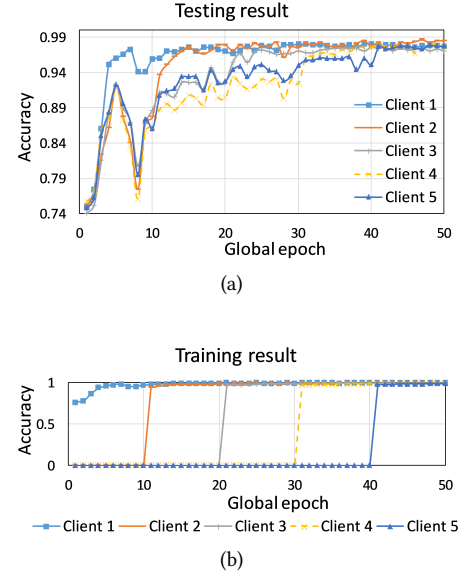 Testing result
0.99
0.94
0.89
0.84
0.79
0.74
Accuracy
Client 1
Client 2
Client 3
Client 4
Client 5
0 10 20 30 40 50
Global epoch
(a)
Training result
1
0.5
0
Accuracy
0 10 20 30 40 50
Global epoch
Client 1 Client 2 Client 3 Client 4 Client 5
(b)